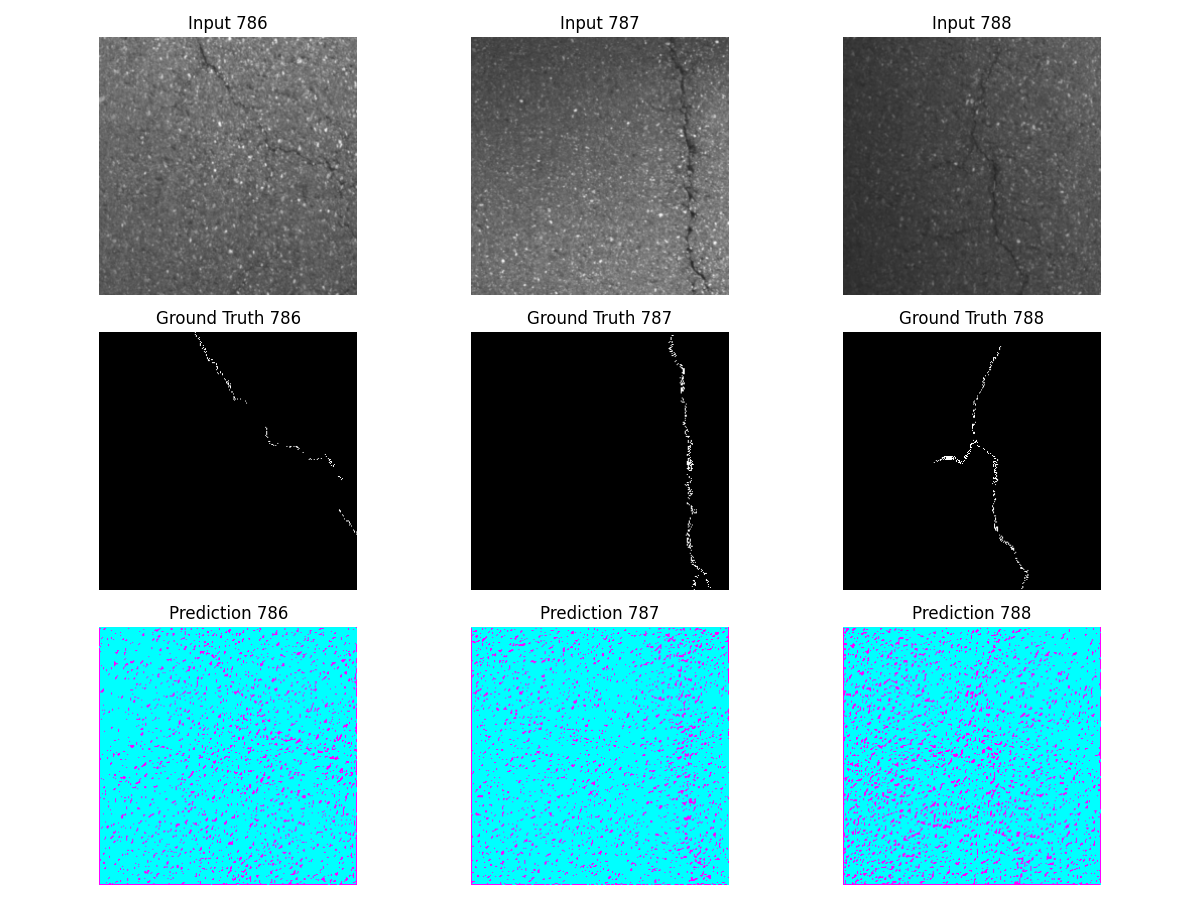 Input 786
Input 787
Input 788
Ground Truth 786
Ground Truth 787
Ground Truth 788
Prediction 786
Prediction 787
Prediction 788